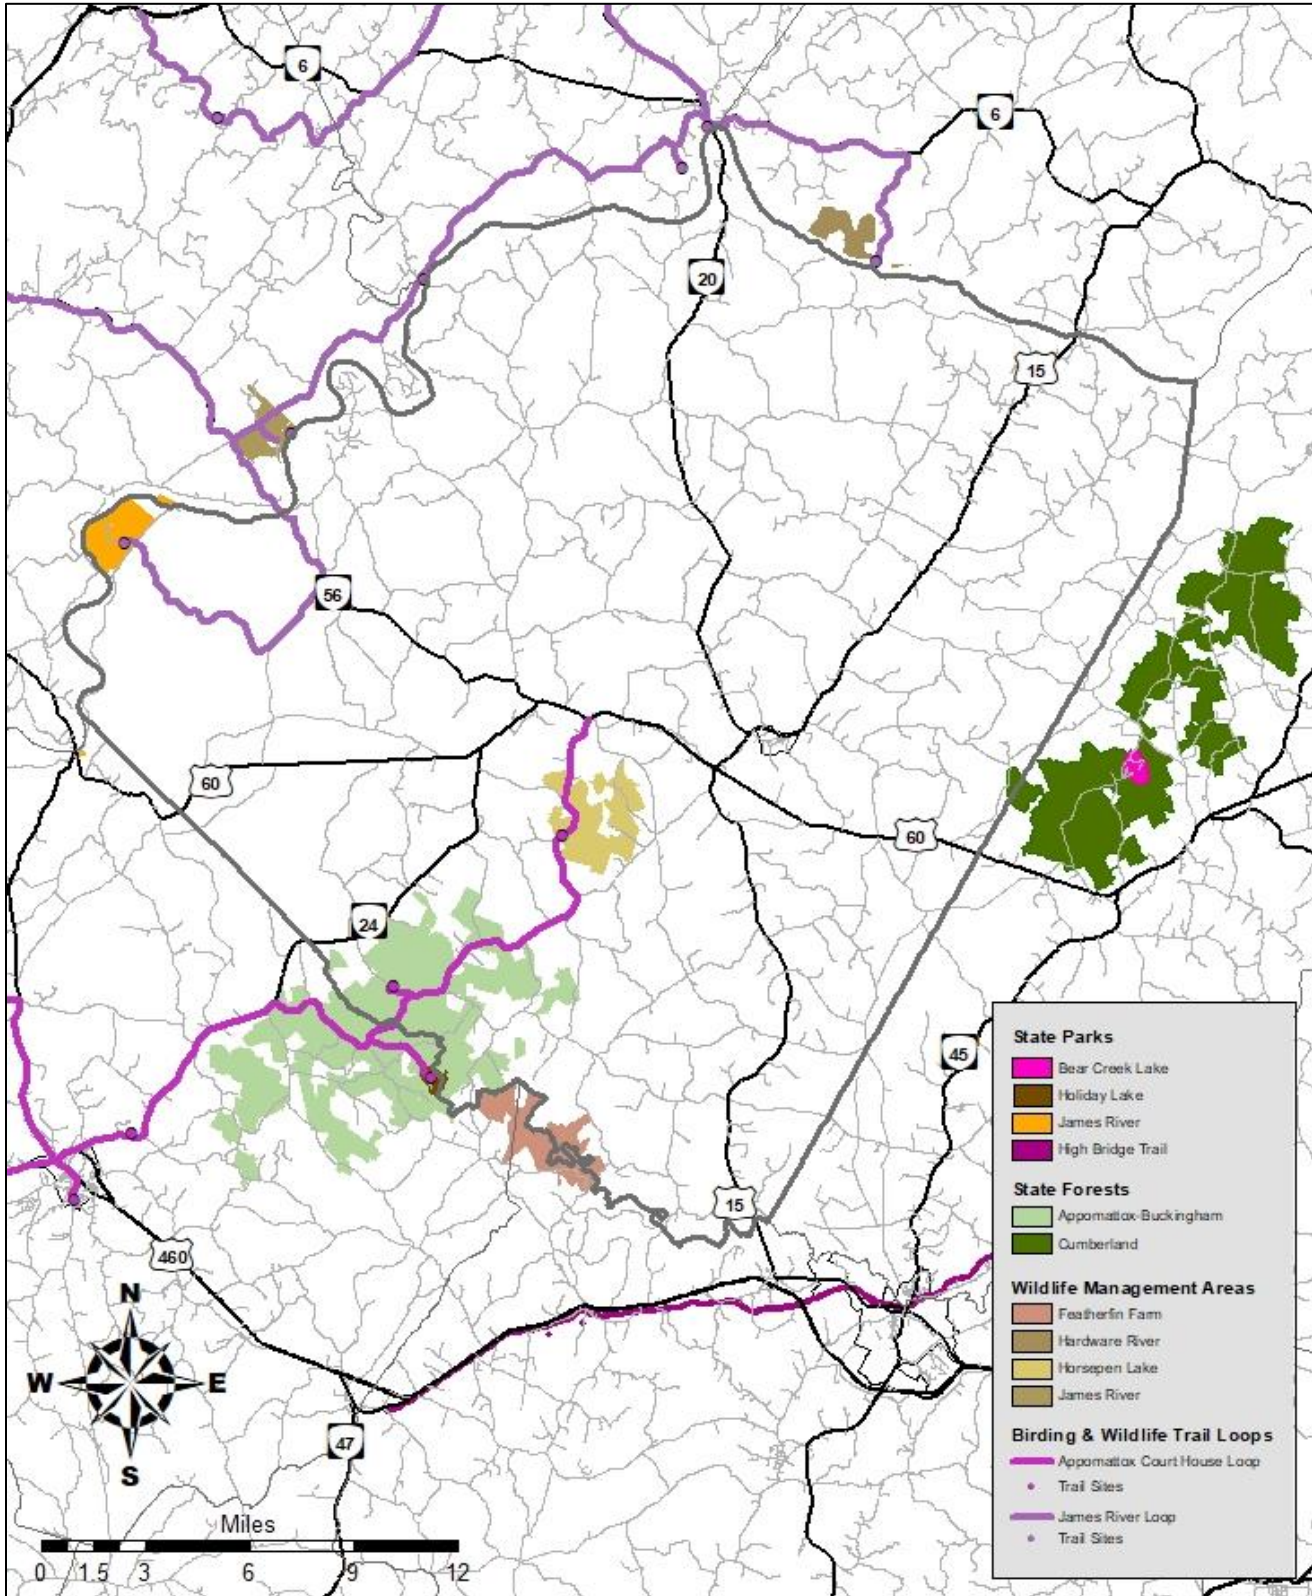 6
6
20
15
56
60
60
24
45
15
460
47
N
W E
S
Miles
0 1.5 3 6 9 12
State Parks
Bear Creek Lake
Holiday Lake
James River
High Bridge Trail
State Forests
Appomattox-Buckingham
Cumberland
Wildlife Management Areas
Featherfin Farm
Hardware River
Horsepen Lake
James River
Birding & Wildlife Trail Loops
Appomattox Court House Loop
Trail Sites
James River Loop
Trail Sites